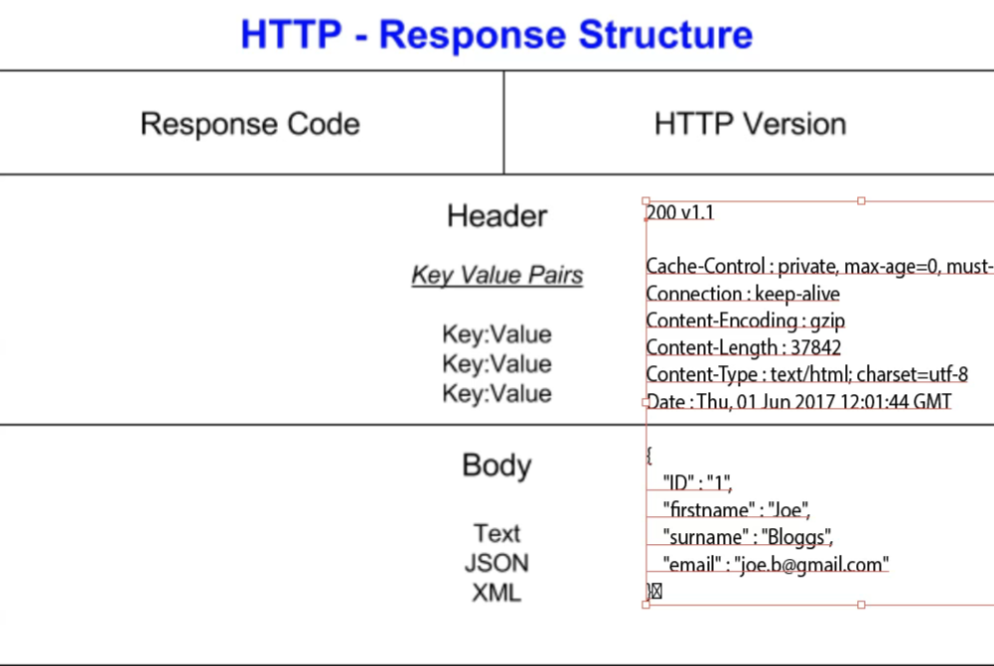 HTTP - Response Structure
Response Code
HTTP Version
Header
Key Value Pairs
Key:Value
Key:Value
Key:Value
200 v1.1
Cache-Control : private, max-age=0, must-
Connection : keep-alive
Content-Encoding : gzip
Content-Length : 37842
Content-Type : text/html; charset=utf-8
Date : Thu, 01 Jun 2017 12:01:44 GMT
Body
Text
JSON
XML
{
"ID" : "1",
"firstname" : "Joe",
"surname" : "Bloggs",
"email" : "joe.b@gmail.com"
}